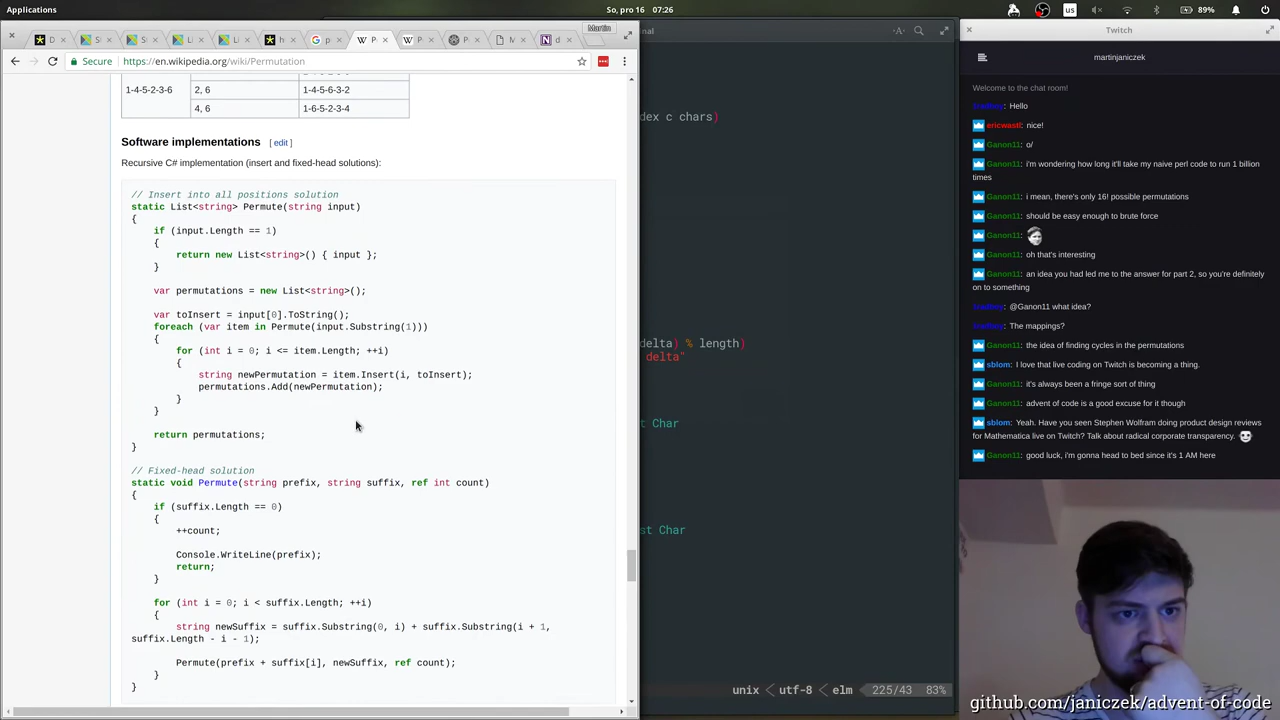 Applications
So, pro 16 07:26
us
89%
Martin
Secure
https://en.wikipedia.org/wiki/Permutation
1-4-5-2-3-6
2, 6
1-4-5-6-3-2
4, 6
1-6-5-2-3-4
Software implementations [ edit ]
Recursive C# implementation (insert and fixed-head solutions):
// Insert into all positions solution
static List<string> Permute(string input)
{
if (input.Length == 1)
{
return new List<string>() { input };
}
var permutations = new List<string>();
var toInsert = input[0].ToString();
foreach (var item in Permute(input.Substring(1)))
{
for (int i = 0; i <= item.Length; ++i)
{
string newPermutation = item.Insert(i, toInsert);
permutations.Add(newPermutation);
}
}
return permutations;
}
// Fixed-head solution
static void Permute(string prefix, string suffix, ref int count)
{
if (suffix.Length == 0)
{
++count;
Console.WriteLine(prefix);
return;
}
for (int i = 0; i < suffix.Length; ++i)
{
string newSuffix = suffix.Substring(0, i) + suffix.Substring(i + 1,
suffix.Length - i - 1);
Permute(prefix + suffix[i], newSuffix, ref count);
}
}
nal
dex c chars)
delta) % length)
delta"
t Char
st Char
unix
utf-8
elm
225/43
83%
Twitch
martinjaniczek
Welcome to the chat room!
Hello
ericwastl: nice!
Ganon11: o/
Ganon11: i'm wondering how long it'll take my naive perl code to run 1 billion
times
Ganon11: i mean, there's only 16! possible permutations
Ganon11: should be easy enough to brute force
Ganon11:
Ganon11: oh that's interesting
Ganon11: an idea you had led me to the answer for part 2, so you're definitely
on to something
@Ganon11 what idea?
The mappings?
Ganon11: the idea of finding cycles in the permutations
sblom: I love that live coding on Twitch is becoming a thing.
Ganon11: it's always been a fringe sort of thing
Ganon11: advent of code is a good excuse for it though
sblom: Yeah. Have you seen Stephen Wolfram doing product design reviews
for Mathematica live on Twitch? Talk about radical corporate transparency.
Ganon11: good luck, i'm gonna head to bed since it's 1 AM here
github.com/janiczek/advent-of-code